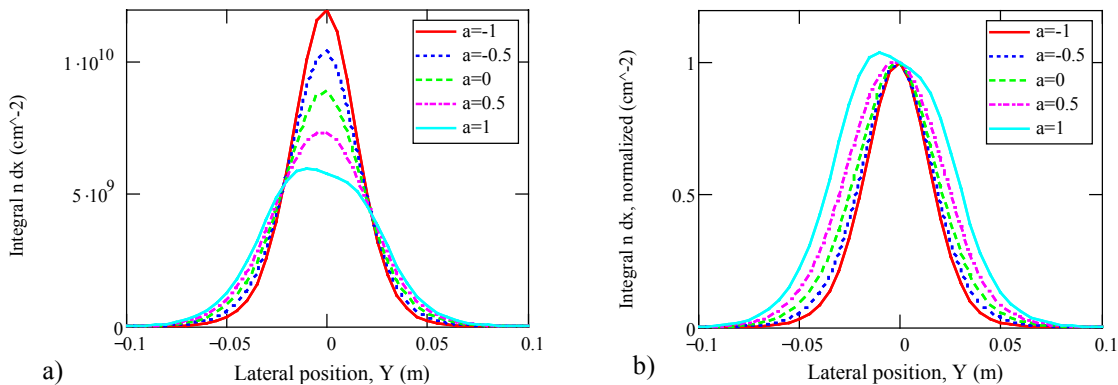 Integral n dx (cm^-2)
1·10^10
5·10^9
0
−0.1
−0.05
0
0.05
0.1
Lateral position, Y (m)
a=-1
a=-0.5
a=0
a=0.5
a=1
a)
Integral n dx, normalized (cm^-2)
1
0.5
0
−0.1
−0.05
0
0.05
0.1
Lateral position, Y (m)
a=-1
a=-0.5
a=0
a=0.5
a=1
b)